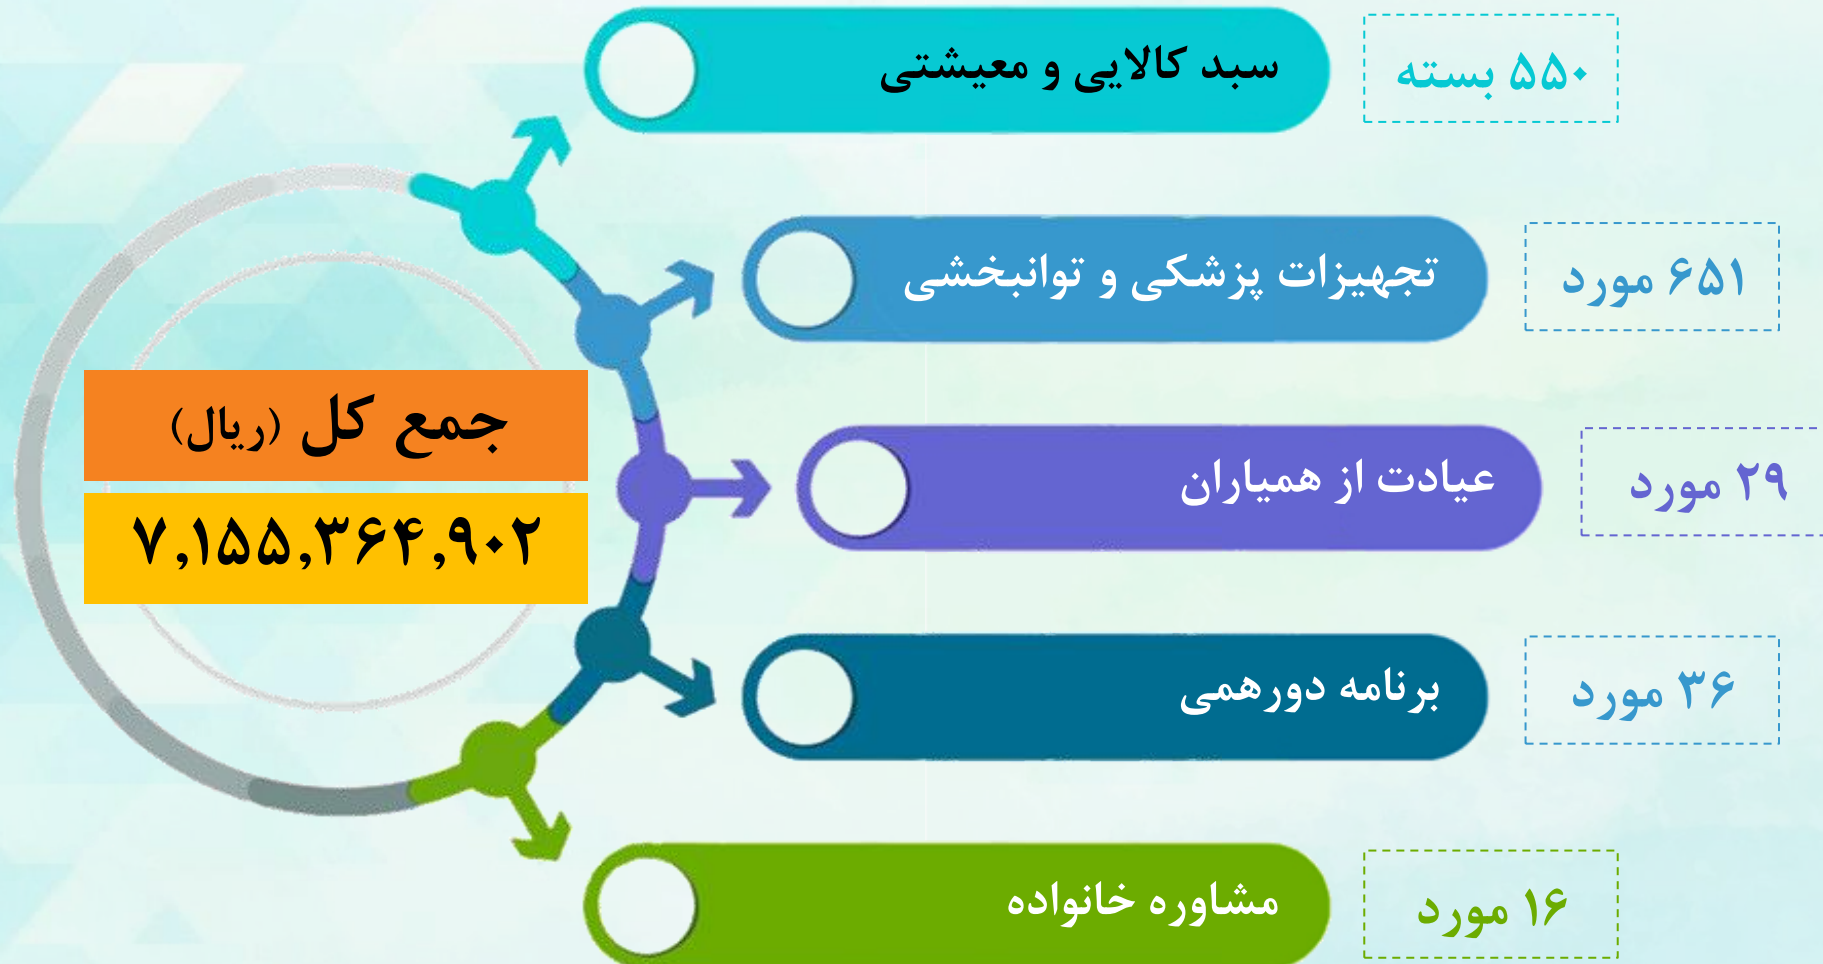 سبد کالایی و معیشتی
۵۵۰ بسته
تجهیزات پزشکی و توانبخشی
۶۵۱ مورد
جمع کل (ریال)
۷,۱۵۵,۳۶۴,۹۰۲
عیادت از همیاران
۲۹ مورد
برنامه دورهمی
۳۶ مورد
مشاوره خانواده
۱۶ مورد